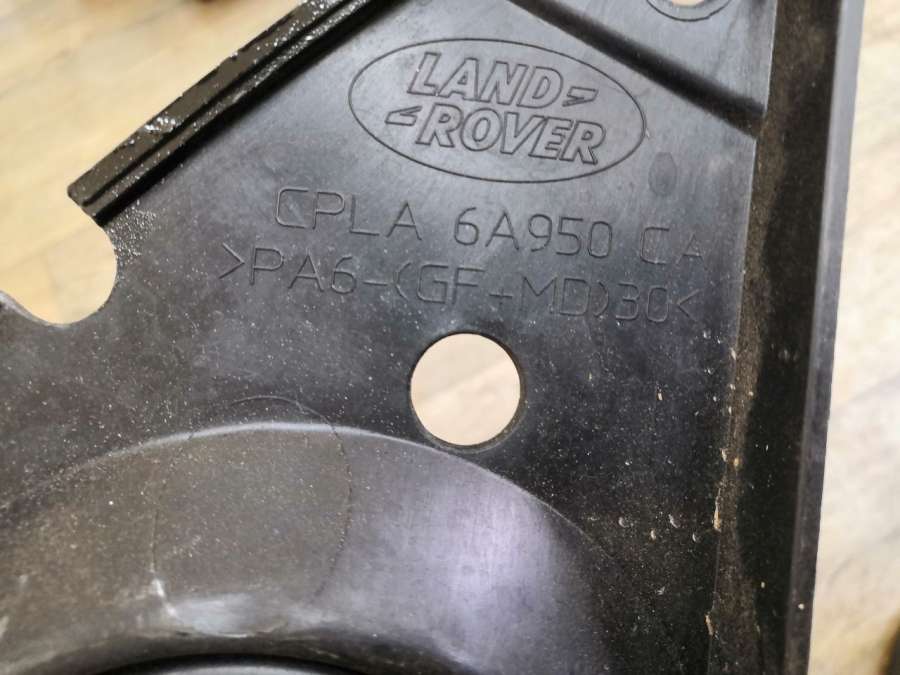 LAND
ROVER
CPLA 6A950 CA
>PA6-(GF+MD)30<